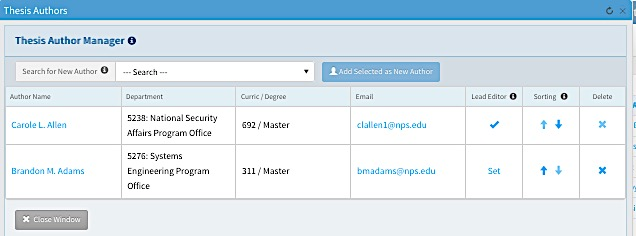 Thesis Authors
Thesis Author Manager
Search for New Author
--- Search ---
Add Selected as New Author
Author Name Department Curric / Degree Email Lead Editor Sorting Delete
Carole L. Allen 5238: National Security Affairs Program Office 692 / Master clallen1@nps.edu
Brandon M. Adams 5276: Systems Engineering Program Office 311 / Master bmadams@nps.edu Set
Close Window